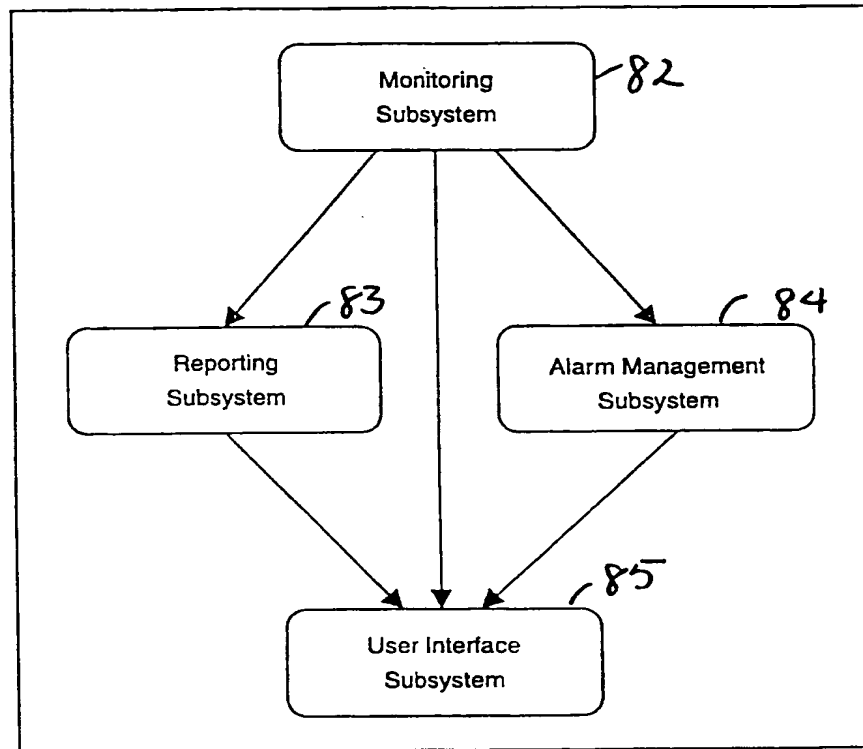 Monitoring
Subsystem
82
83
84
Reporting
Subsystem
Alarm Management
Subsystem
85
User Interface
Subsystem